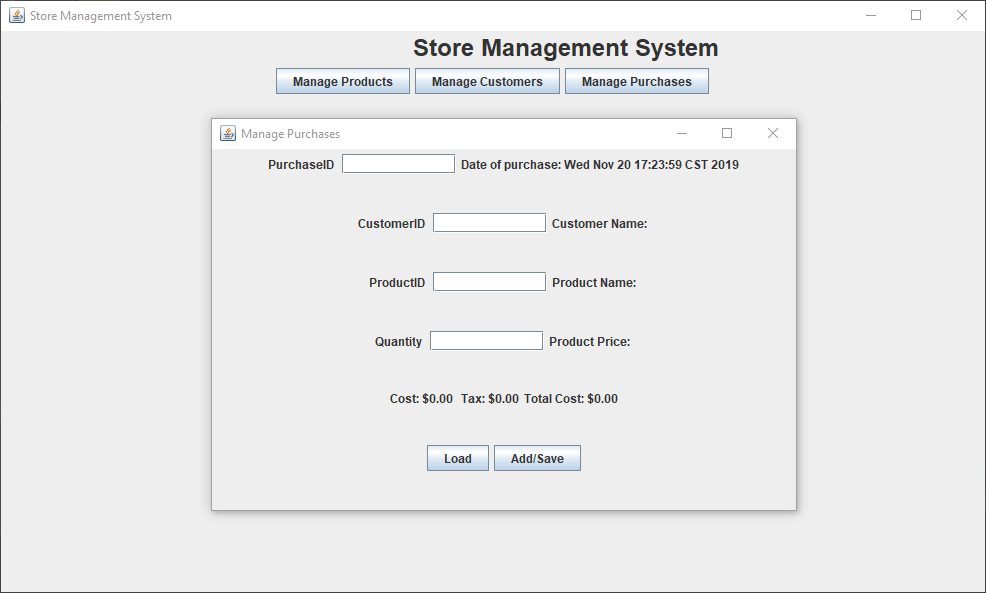 Store Management System
Store Management System
Manage Products Manage Customers Manage Purchases
Manage Purchases
PurchaseID Date of purchase: Wed Nov 20 17:23:59 CST 2019
CustomerID Customer Name:
ProductID Product Name:
Quantity Product Price:
Cost: $0.00 Tax: $0.00 Total Cost: $0.00
Load Add/Save